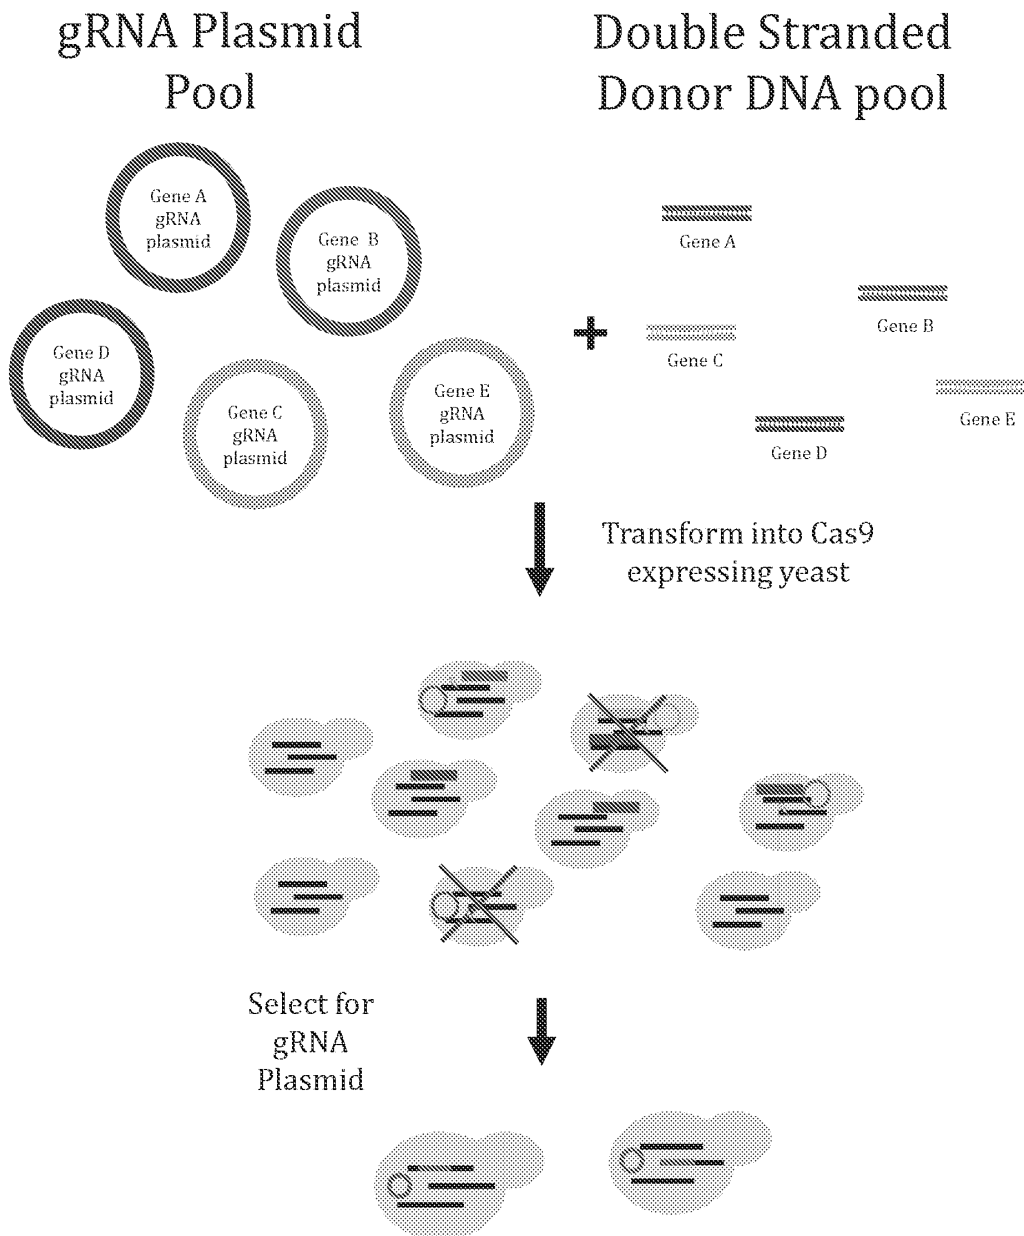 gRNA Plasmid
Pool
Double Stranded
Donor DNA pool
Gene A
gRNA
plasmid
Gene B
gRNA
plasmid
Gene D
gRNA
plasmid
Gene C
gRNA
plasmid
Gene E
gRNA
plasmid
+
Gene A
Gene B
Gene C
Gene E
Gene D
Transform into Cas9
expressing yeast
Select for
gRNA
Plasmid